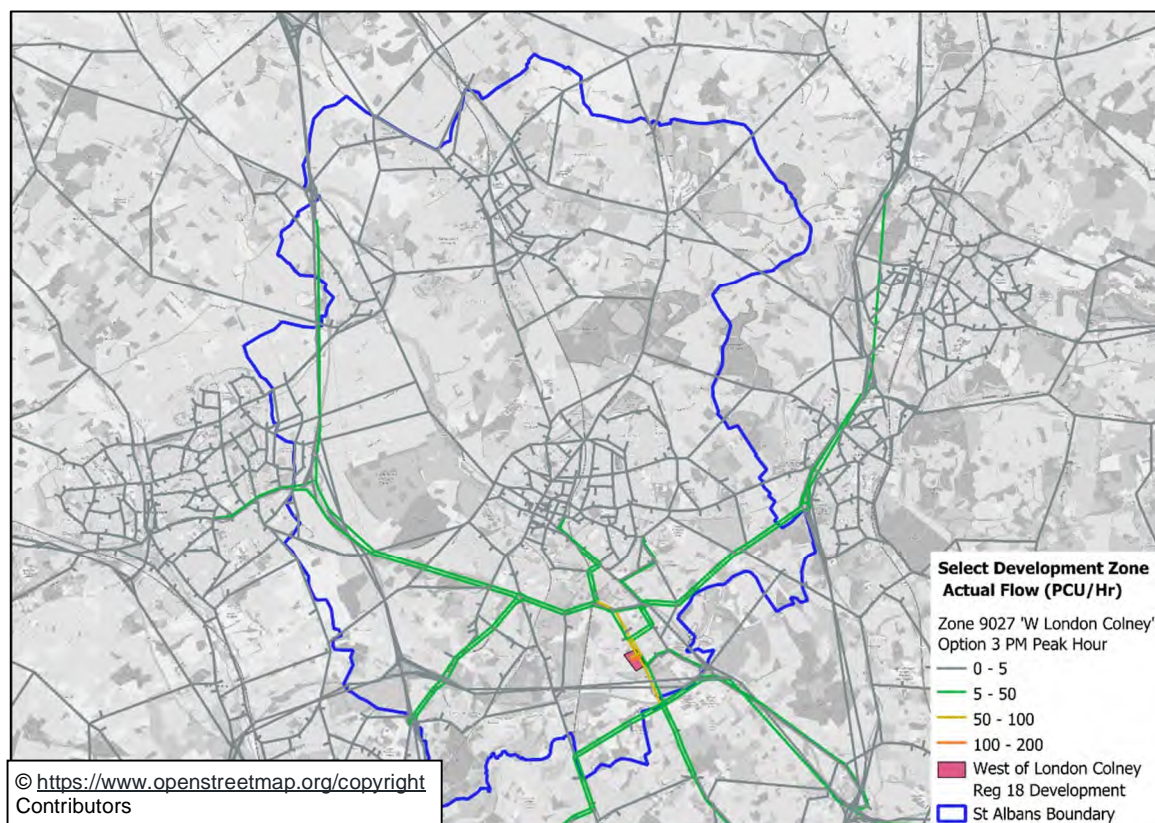 Select Development Zone
Actual Flow (PCU/Hr)
Zone 9027 'W London Colney'
Option 3 PM Peak Hour
0 - 5
5 - 50
50 - 100
100 - 200
West of London Colney
Reg 18 Development
St Albans Boundary
© https://www.openstreetmap.org/copyright
Contributors